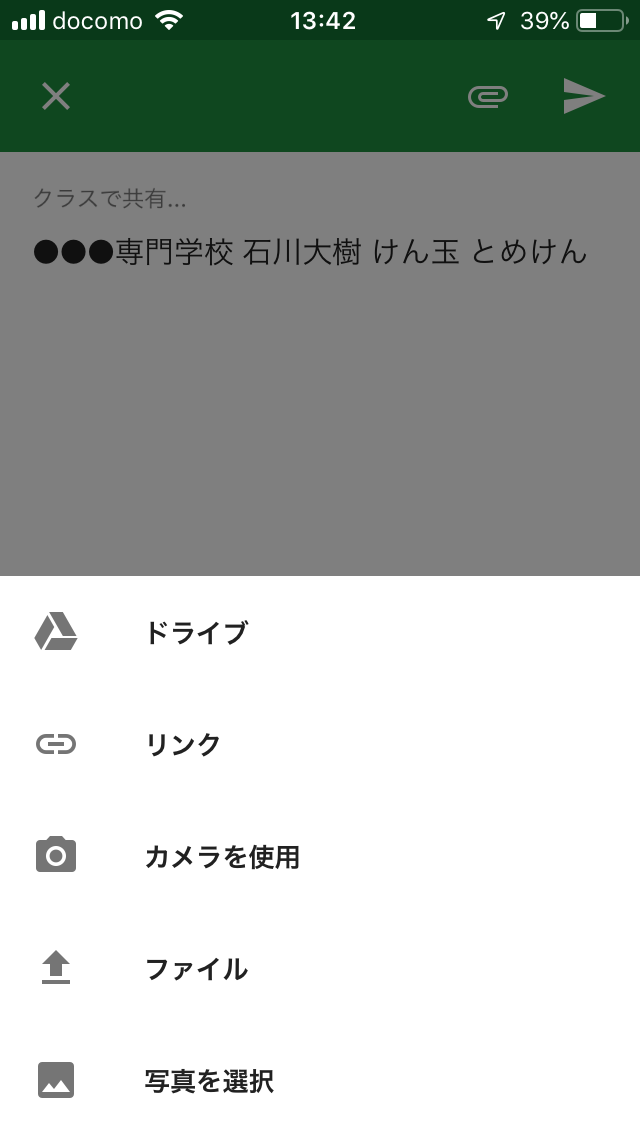 docomo 13:42 39%
クラスで共有...
●●●専門学校 石川大樹 けん玉 とめけん
ドライブ
リンク
カメラを使用
ファイル
写真を選択